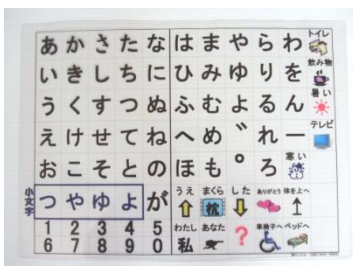 あ か さ た な は ま や ら わ トイレ
い き し ち に ひ み ゆ り を 飲み物
う く す つ ぬ ふ む よ る ん 暑い
え け せ て ね へ め ゛ れ ー テレビ
お こ そ と の ほ も ゜ ろ 寒い
小文字 つ や ゆ よ が うえ まくら 枕 した ありがとう 体を上へ
1 2 3 4 5 わたし あなた ? 車椅子へ ベッドへ
6 7 8 9 0 私